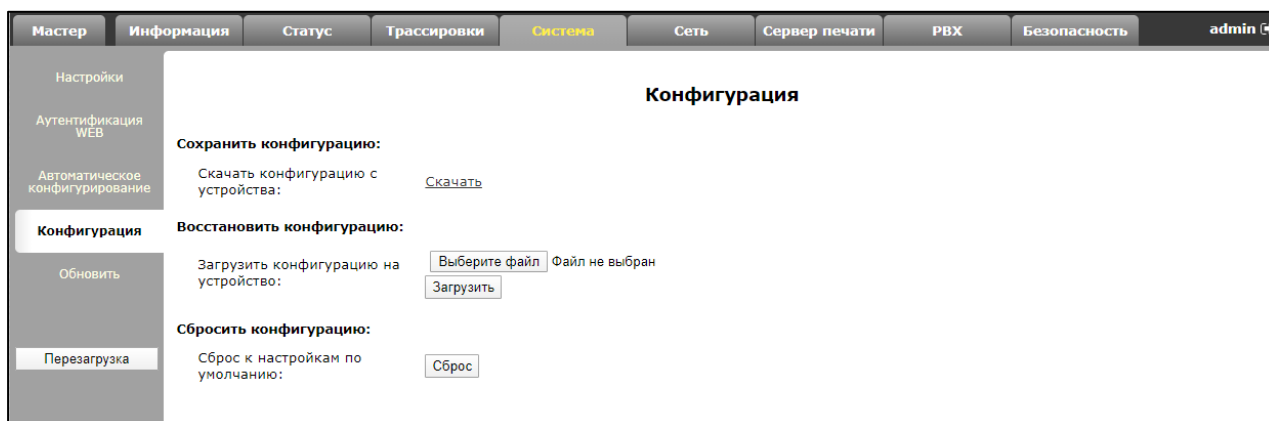 Мастер Информация Статус Трассировки Система Сеть Сервер печати PBX Безопасность admin
Настройки
Аутентификация
WEB
Автоматическое
конфигурирование
Конфигурация
Обновить
Перезагрузка
Конфигурация
Сохранить конфигурацию:
Скачать конфигурацию с
устройства:
Скачать
Восстановить конфигурацию:
Загрузить конфигурацию на
устройство:
Выберите файл Файл не выбран
Загрузить
Сбросить конфигурацию:
Сброс к настройкам по
умолчанию:
Сброс